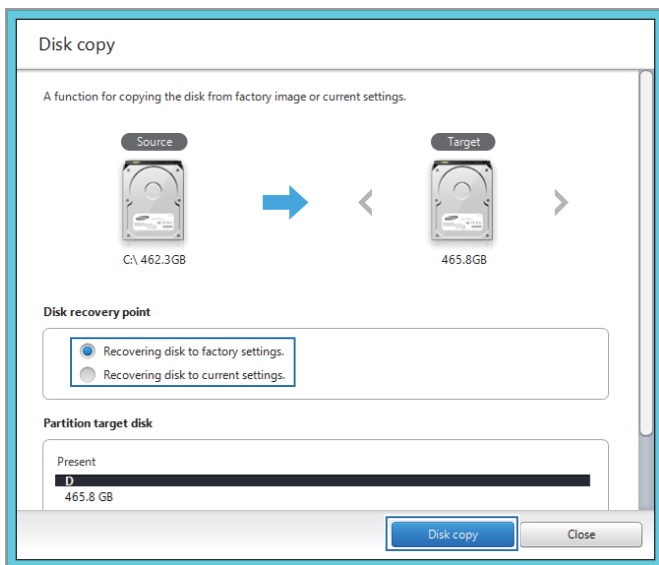 Disk copy
A function for copying the disk from factory image or current settings.
Source
Target
C:\ 462.3GB
465.8GB
Disk recovery point
Recovering disk to factory settings.
Recovering disk to current settings.
Partition target disk
Present
D
465.8 GB
Disk copy
Close